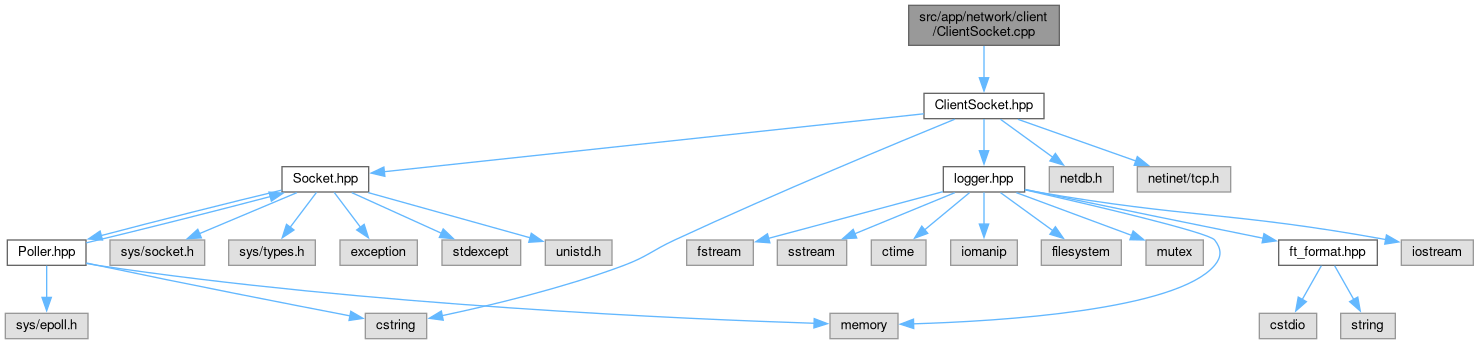 src/app/network/client
/ClientSocket.cpp
ClientSocket.hpp
Socket.hpp
logger.hpp
netdb.h
netinet/tcp.h
Poller.hpp
sys/socket.h
sys/types.h
exception
stdexcept
unistd.h
fstream
sstream
ctime
iomanip
filesystem
mutex
ft_format.hpp
iostream
sys/epoll.h
cstring
memory
cstdio
string